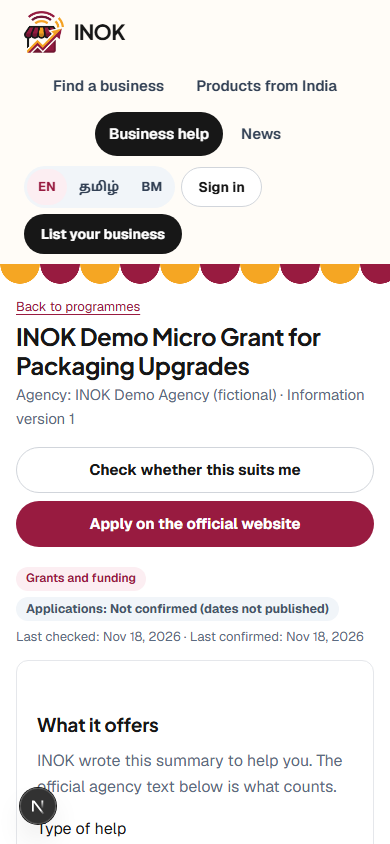 INOK
Find a business
Products from India
Business help
News
EN
தமிழ்
BM
Sign in
List your business
Back to programmes
INOK Demo Micro Grant for
Packaging Upgrades
Agency: INOK Demo Agency (fictional) · Information
version 1
Check whether this suits me
Apply on the official website
Grants and funding
Applications: Not confirmed (dates not published)
Last checked: Nov 18, 2026 · Last confirmed: Nov 18, 2026
What it offers
INOK wrote this summary to help you. The
official agency text below is what counts.
N
Type of help